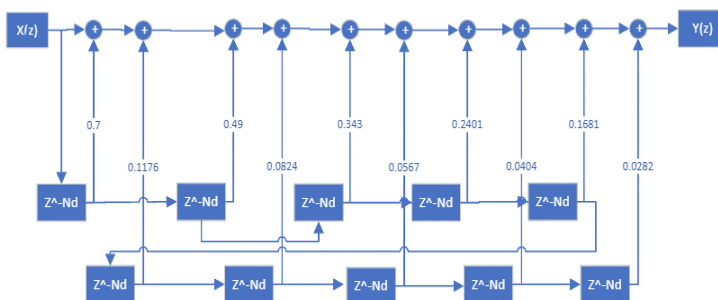 X(z)
+ + + + + + + + + +
Y(z)
0.7
0.49
0.343
0.2401
0.1681
0.1176
0.0824
0.0567
0.0404
0.0282
Z^-Nd Z^-Nd Z^-Nd Z^-Nd Z^-Nd
Z^-Nd Z^-Nd Z^-Nd Z^-Nd Z^-Nd